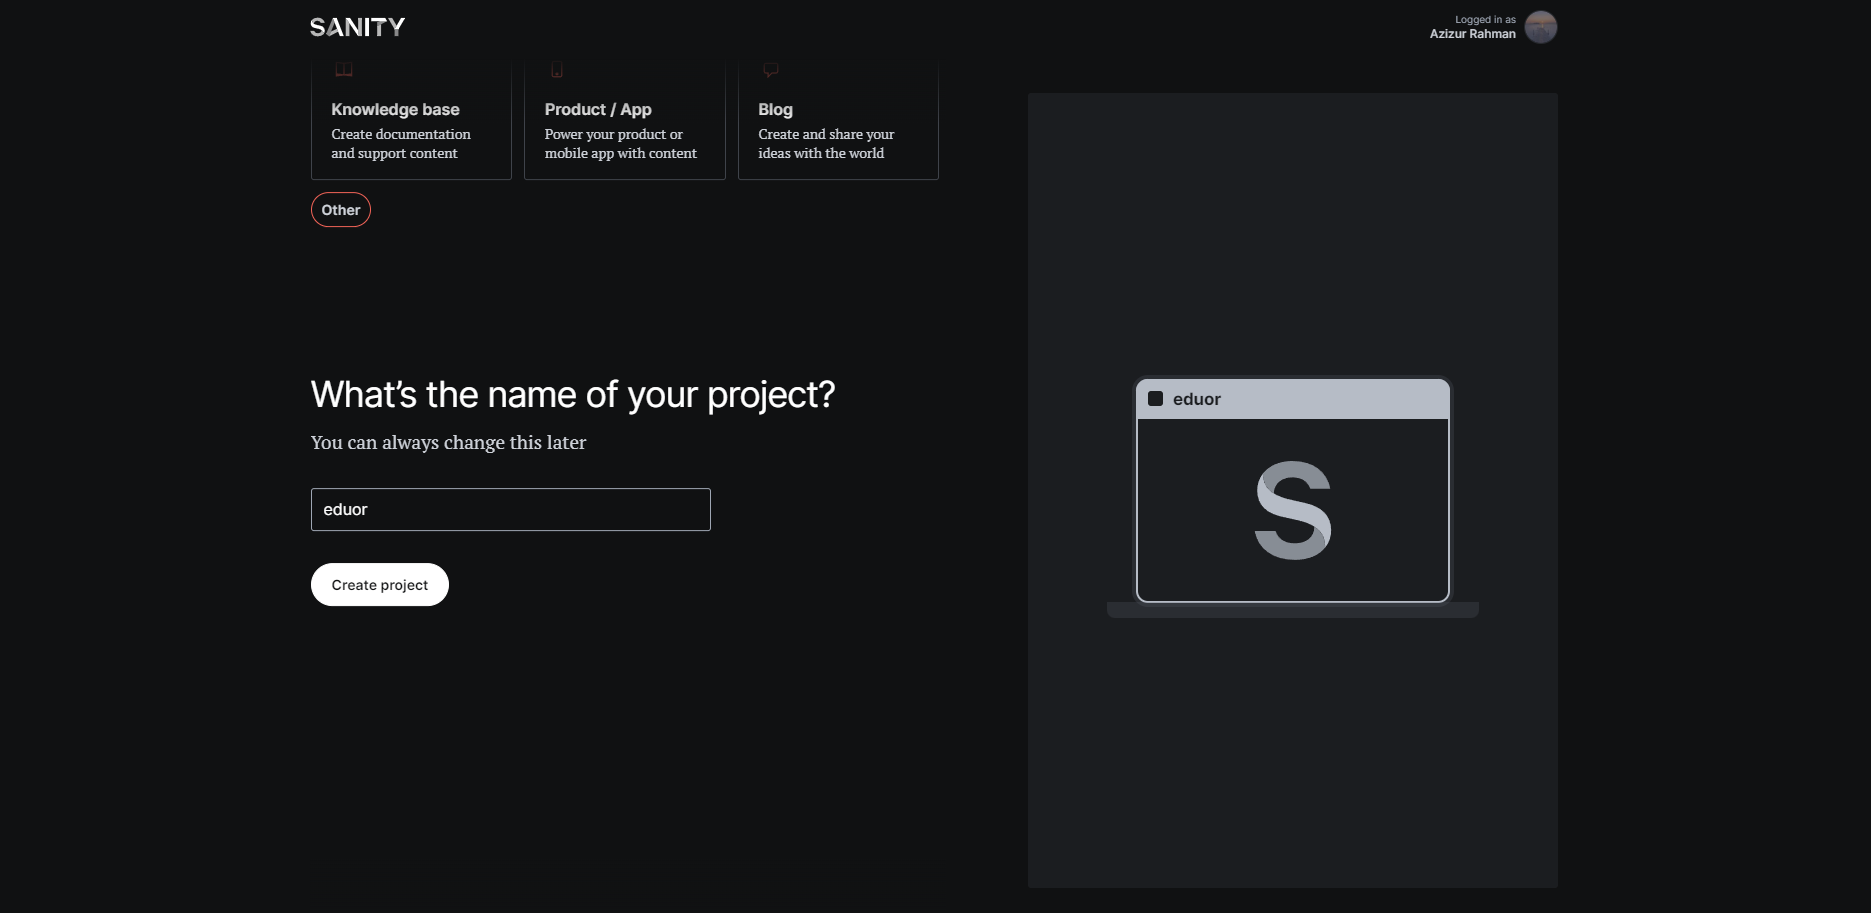 SANITY
Logged in as
Azizur Rahman
Knowledge base
Create documentation
and support content
Product / App
Power your product or
mobile app with content
Blog
Create and share your
ideas with the world
Other
What’s the name of your project?
You can always change this later
eduor
Create project
eduor
S